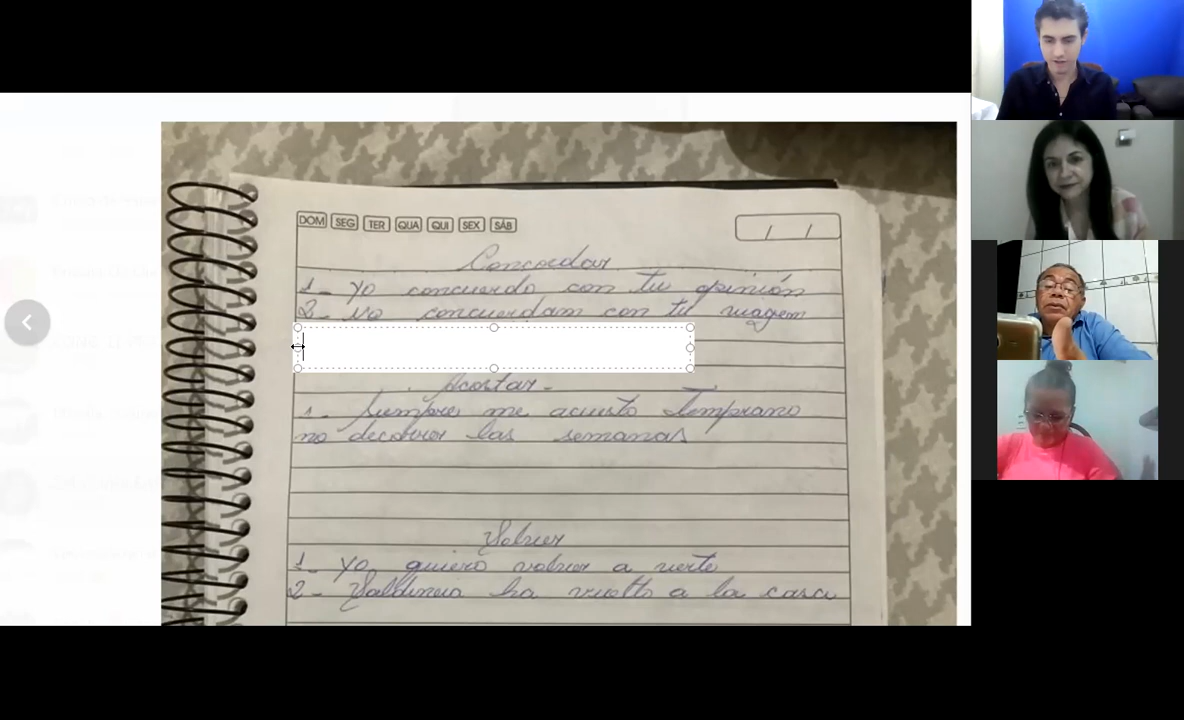 DOM SEG TER QUA QUI SEX SÁB
Concordar
1- yo concuerdo con tu opinión
2- no concuerdam con tu viagem
Acostar-
1- Siempre me acuesto Temprano
no decorrer las semanas
Volver
1- yo quiero volver a verte
2- ha vuelto a la casa